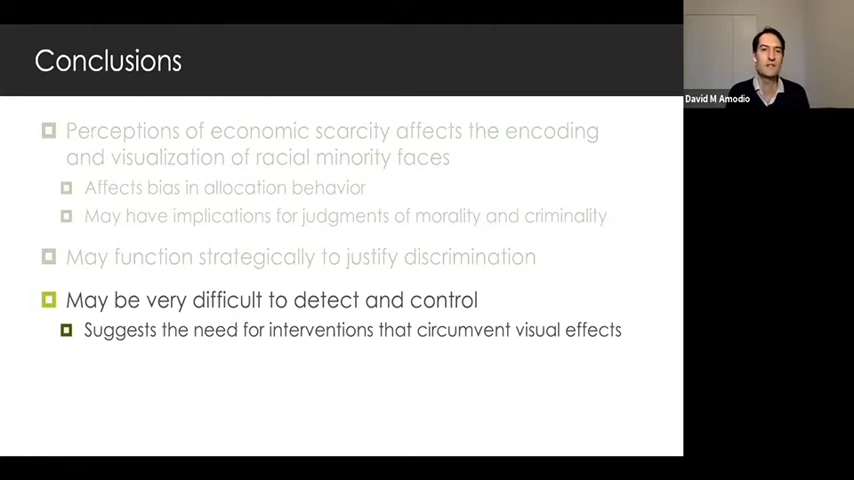 Conclusions
David M Amodio
Perceptions of economic scarcity affects the encoding
and visualization of racial minority faces
Affects bias in allocation behavior
May have implications for judgments of morality and criminality
May function strategically to justify discrimination
May be very difficult to detect and control
Suggests the need for interventions that circumvent visual effects